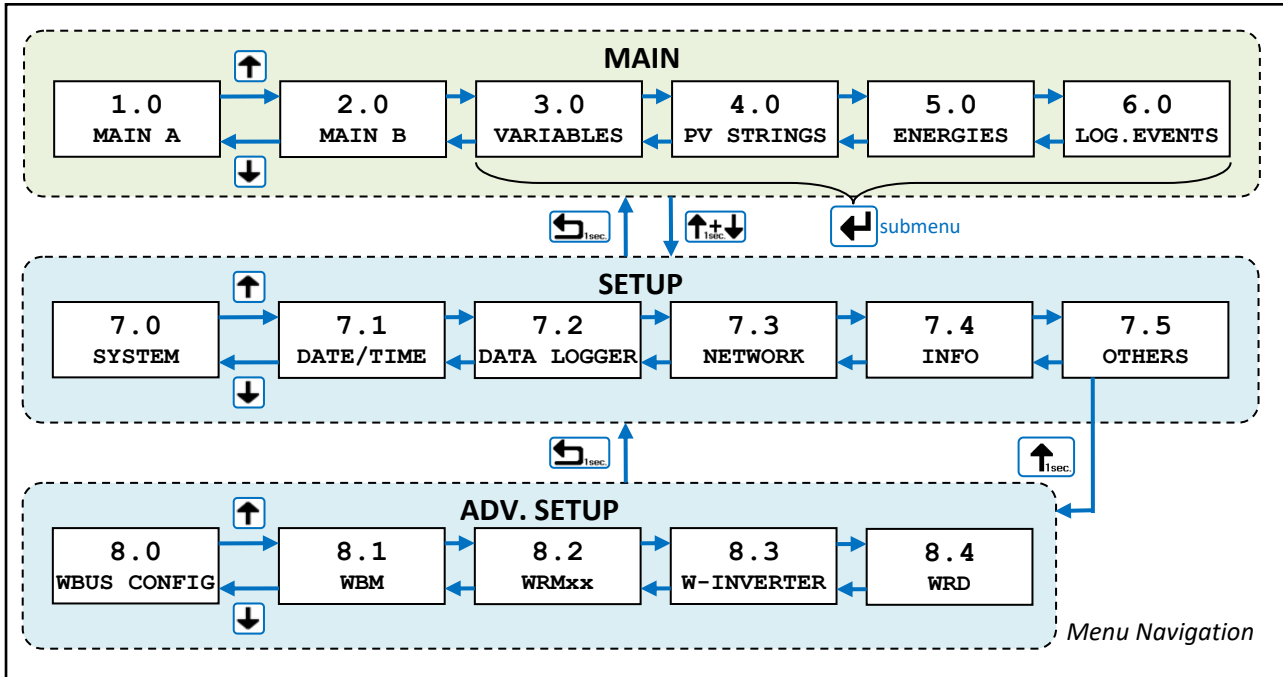 MAIN
1.0
MAIN A
2.0
MAIN B
3.0
VARIABLES
4.0
PV STRINGS
5.0
ENERGIES
6.0
LOG.EVENTS
1sec.
1sec.
+
submenu
SETUP
7.0
SYSTEM
7.1
DATE/TIME
7.2
DATA LOGGER
7.3
NETWORK
7.4
INFO
7.5
OTHERS
1sec.
1sec.
ADV. SETUP
8.0
WBUS CONFIG
8.1
WBM
8.2
WRMxx
8.3
W-INVERTER
8.4
WRD
Menu Navigation